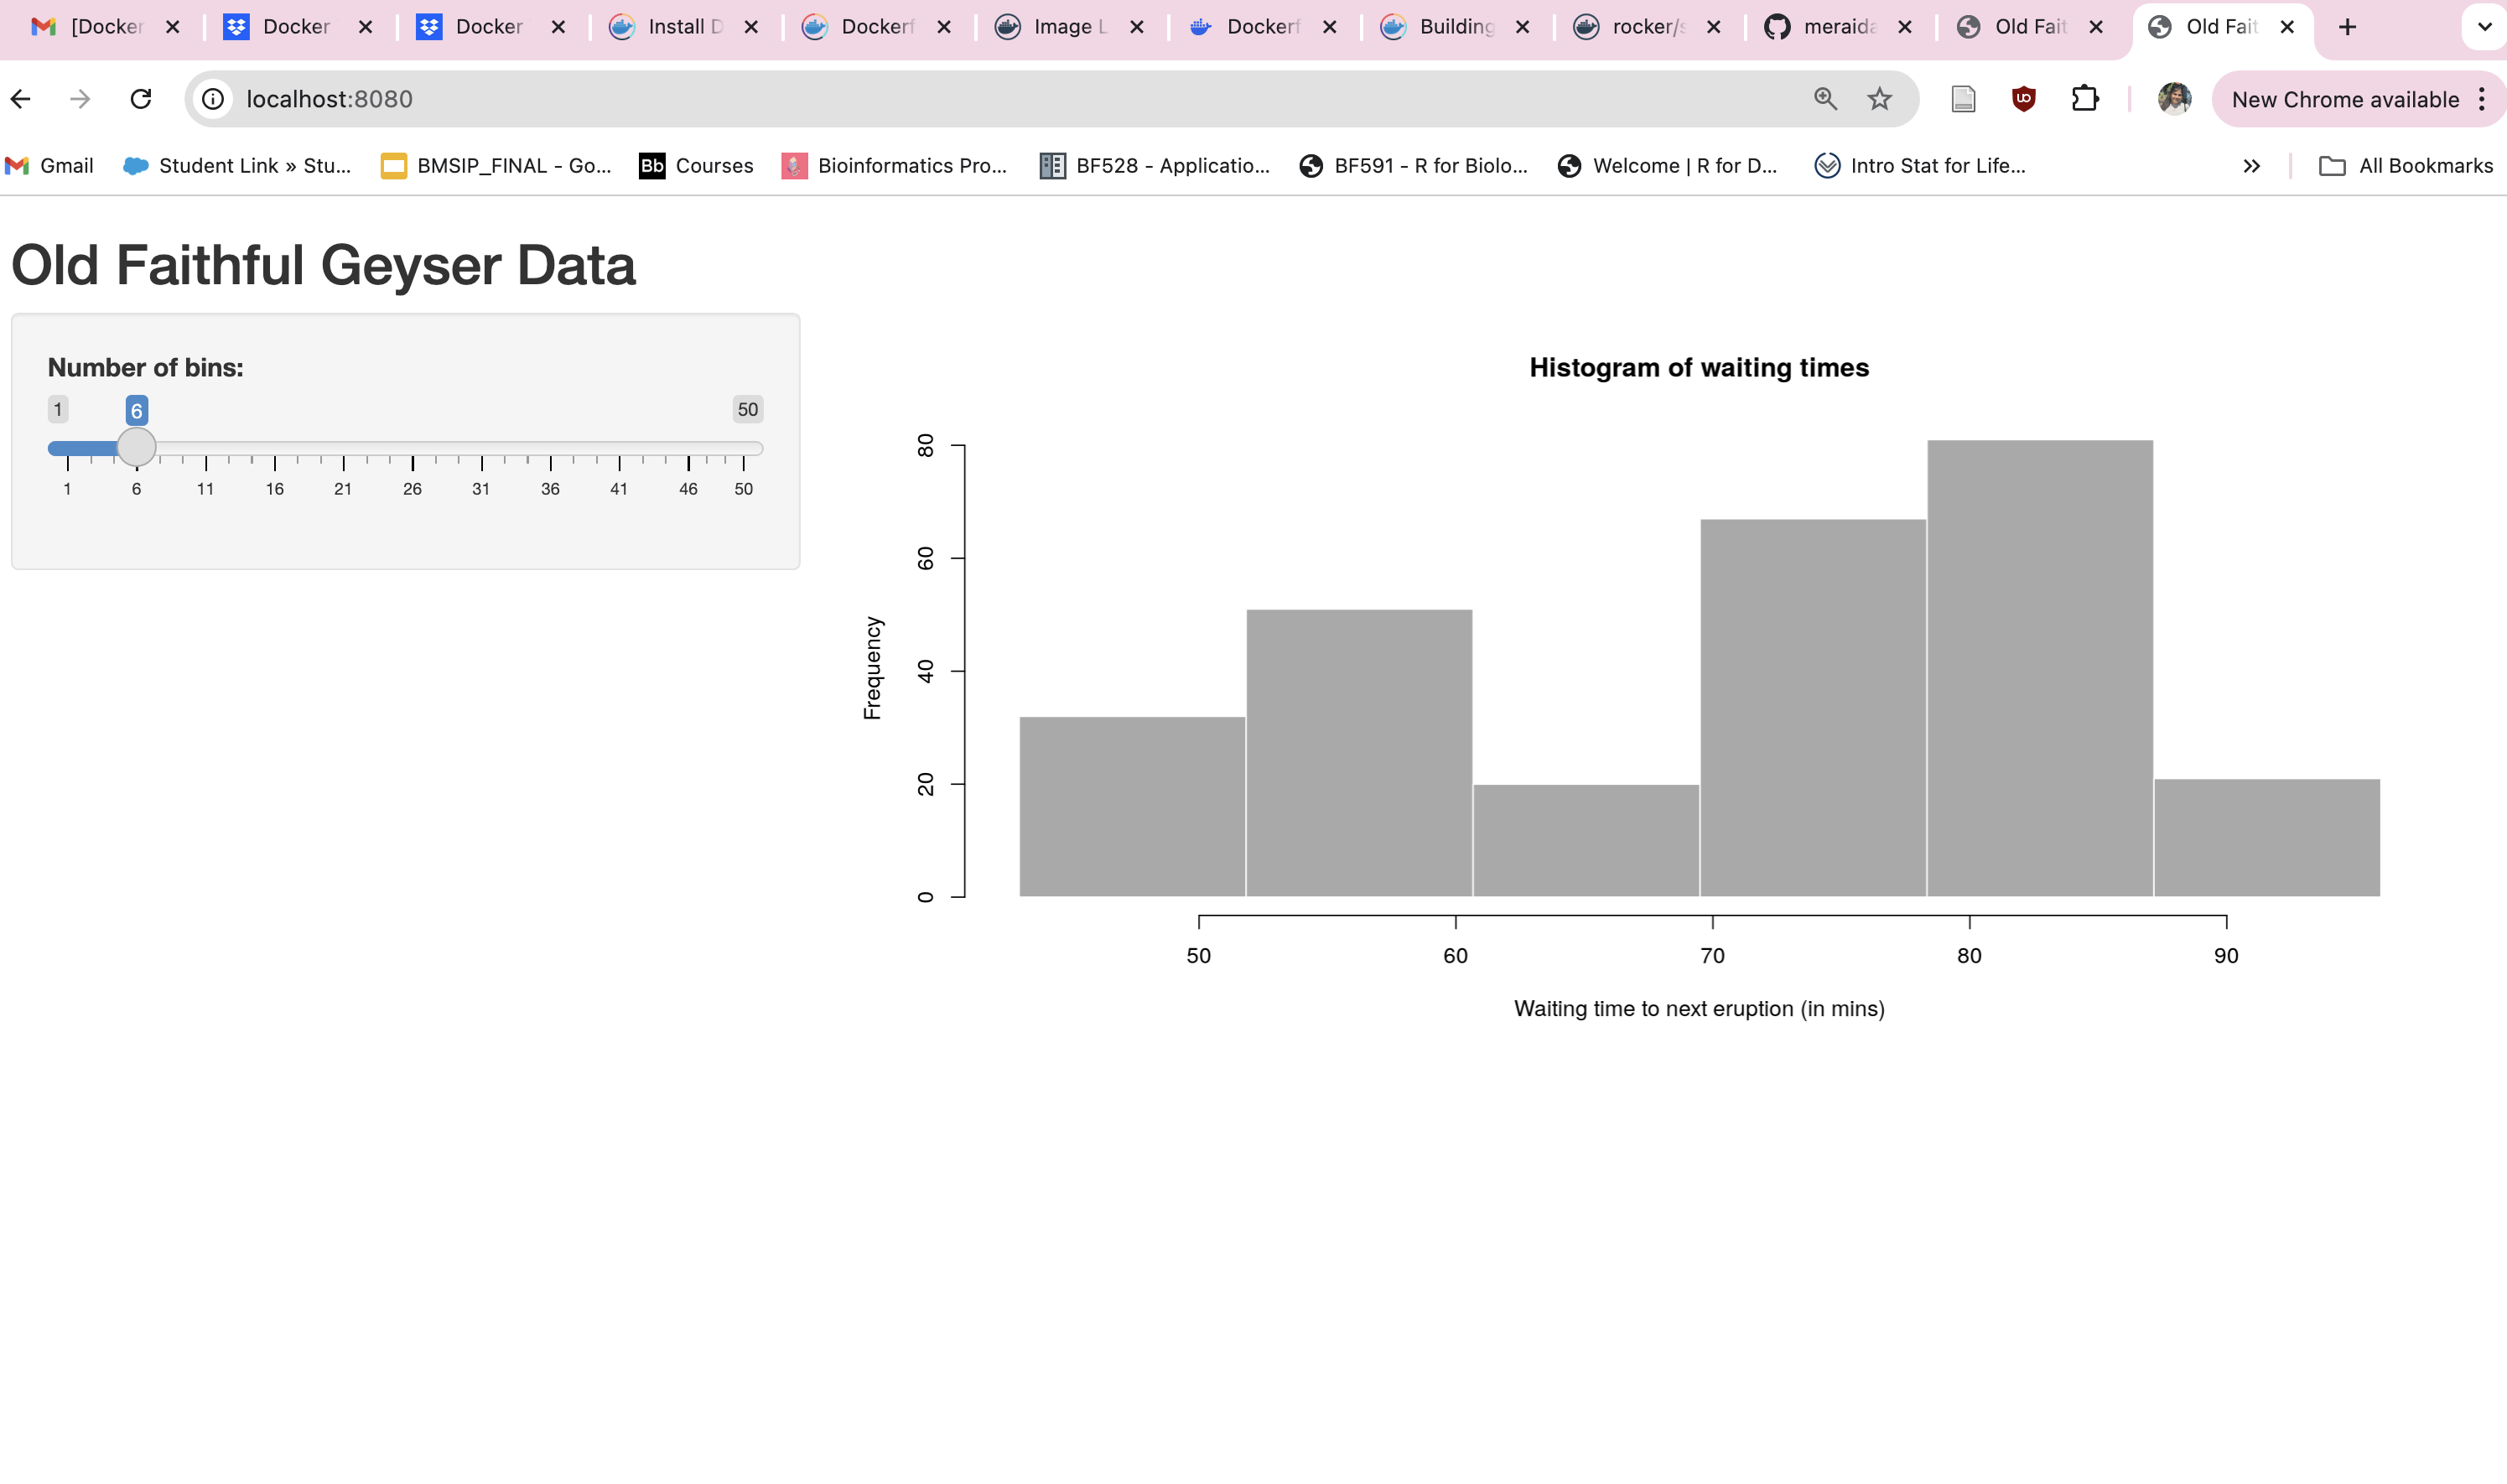 [Docker
Docker
Docker
Install D
Dockerf
Image L
Dockerf
Building
rocker/s
meraida
Old Fait
Old Fait
localhost:8080
New Chrome available
Gmail
Student Link » Stu...
BMSIP_FINAL - Go...
Bb Courses
Bioinformatics Pro...
BF528 - Applicatio...
BF591 - R for Biolo...
Welcome | R for D...
Intro Stat for Life...
All Bookmarks
Old Faithful Geyser Data
Number of bins:
1 6 50
1 6 11 16 21 26 31 36 41 46 50
Histogram of waiting times
80
60
40
20
0
Frequency
50 60 70 80 90
Waiting time to next eruption (in mins)